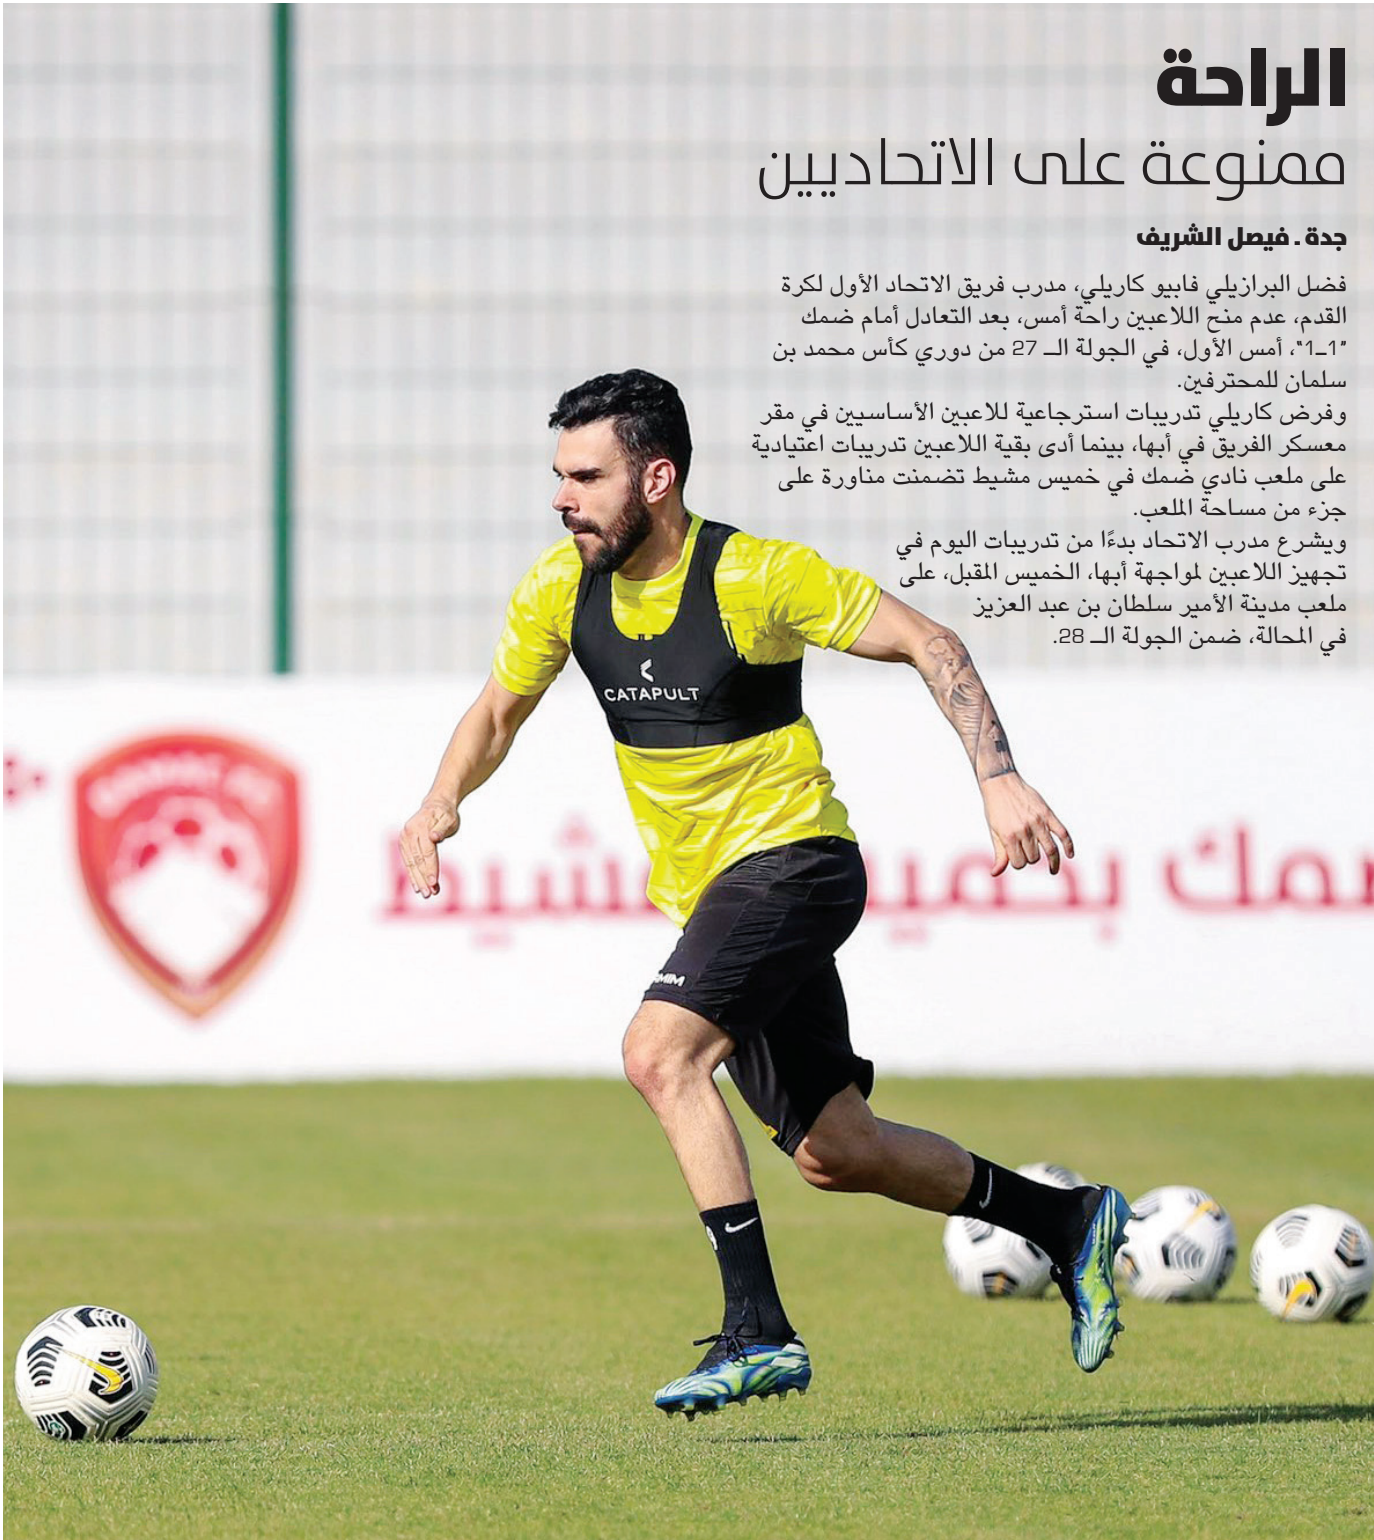 الراحة
ممنوعة على الاتحاديين
جدة ـ فيصل الشريف
فضل البرازيلي فابيو كاريلي، مدرب فريق الاتحاد الأول لكرة
القدم، عدم منح اللاعبين راحة أمس، بعد التعادل أمام ضمك
"1ـ1"، أمس الأول، في الجولة الـ 27 من دوري كأس محمد بن
سلمان للمحترفين.
وفرض كاريلي تدريبات استرجاعية للاعبين الأساسيين في مقر
معسكر الفريق في أبها، بينما أدى بقية اللاعبين تدريبات اعتيادية
على ملعب نادي ضمك في خميس مشيط تضمنت مناورة على
جزء من مساحة الملعب.
ويشرع مدرب الاتحاد بدءًا من تدريبات اليوم في
تجهيز اللاعبين لمواجهة أبها، الخميس المقبل، على
ملعب مدينة الأمير سلطان بن عبد العزيز
في المحالة، ضمن الجولة الـ 28.
CATAPULT